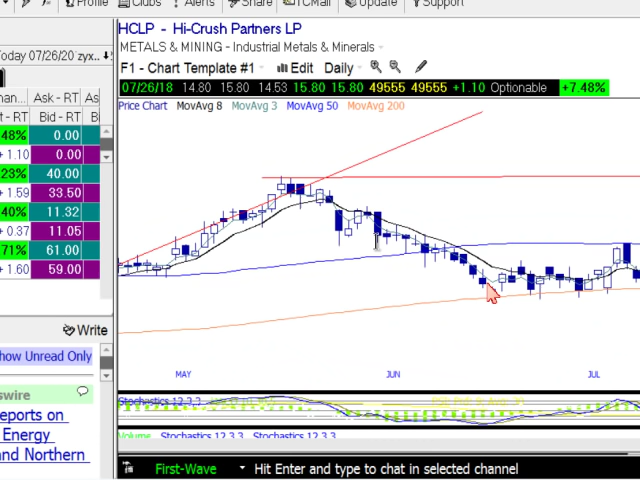 Profile Clubs Alerts Share TCMail Update Support
HCLP - Hi-Crush Partners LP
METALS & MINING - Industrial Metals & Minerals
oday 07/26/20 zyx..
F1 - Chart Template #1 Edit Daily
07/26/18 14.80 15.80 14.53 15.80 15.80 49555 49555 +1.10 Optionable +7.48%
an... Ask - RT As
t - RT Bid - RT B
Price Chart MovAvg 8 MovAvg 3 MovAvg 50 MovAvg 200
48% 0.00
+ 1.10 0.00
23% 40.00
+ 1.59 33.50
40% 11.32
+ 0.37 11.05
71% 61.00
+ 1.60 59.00
Write
how Unread Only
MAY JUN JUL
swire
Stochastics 12,3,3
eports on
Energy
nd Northern
Volume Stochastics 12,3,3 Stochastics 12,3,3
First-Wave Hit Enter and type to chat in selected channel